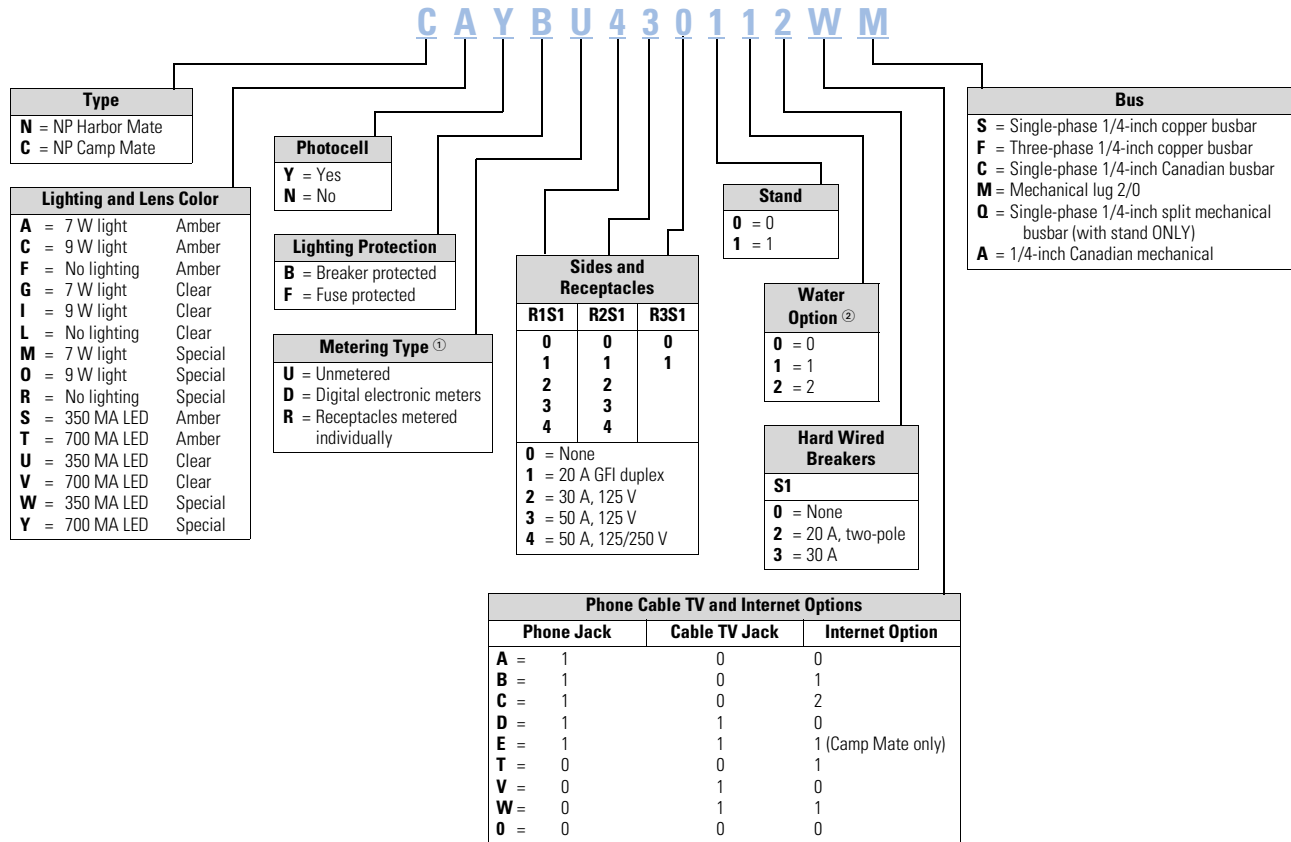 C A Y B U 4 3 0 1 1 2 W M
Type
N = NP Harbor Mate
C = NP Camp Mate
Lighting and Lens Color
A = 7 W light Amber
C = 9 W light Amber
F = No lighting Amber
G = 7 W light Clear
I = 9 W light Clear
L = No lighting Clear
M = 7 W light Special
O = 9 W light Special
R = No lighting Special
S = 350 MA LED Amber
T = 700 MA LED Amber
U = 350 MA LED Clear
V = 700 MA LED Clear
W = 350 MA LED Special
Y = 700 MA LED Special
Photocell
Y = Yes
N = No
Lighting Protection
B = Breaker protected
F = Fuse protected
Metering Type ①
U = Unmetered
D = Digital electronic meters
R = Receptacles metered
individually
Sides and
Receptacles
R1S1 R2S1 R3S1
0 0 0
1 1 1
2 2
3 3
4 4
0 = None
1 = 20 A GFI duplex
2 = 30 A, 125 V
3 = 50 A, 125 V
4 = 50 A, 125/250 V
Stand
0 = 0
1 = 1
Water
Option ②
0 = 0
1 = 1
2 = 2
Hard Wired
Breakers
S1
0 = None
2 = 20 A, two-pole
3 = 30 A
Bus
S = Single-phase 1/4-inch copper busbar
F = Three-phase 1/4-inch copper busbar
C = Single-phase 1/4-inch Canadian busbar
M = Mechanical lug 2/0
Q = Single-phase 1/4-inch split mechanical
busbar (with stand ONLY)
A = 1/4-inch Canadian mechanical
Phone Cable TV and Internet Options
Phone Jack Cable TV Jack Internet Option
A = 1 0 0
B = 1 0 1
C = 1 0 2
D = 1 1 0
E = 1 1 1 (Camp Mate only)
T = 0 0 1
V = 0 1 0
W = 0 1 1
0 = 0 0 0